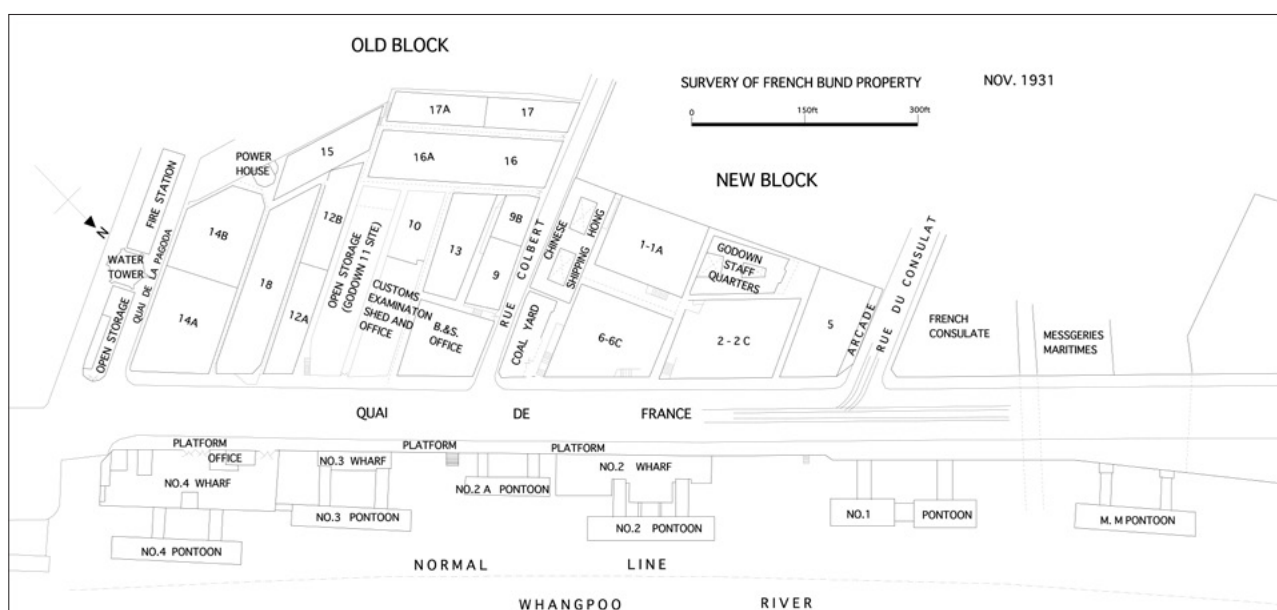 OLD BLOCK
SURVERY OF FRENCH BUND PROPERTY
NOV. 1931
0
150ft
300ft
NEW BLOCK
N
17A
17
15
16A
16
POWER
HOUSE
FIRE STATION
WATER
TOWER
OPEN STORAGE
QUAI DE LA PAGODA
14B
14A
18
12B
12A
OPEN STORAGE
(GODOWN 11 SITE)
10
CUSTOMS
EXAMINATON
SHED AND
OFFICE
13
B.&S.
OFFICE
9B
9
RUE COLBERT
CHINESE
SHIPPING
HONG
COAL YARD
1-1A
6-6C
GODOWN
STAFF
QUARTERS
2 - 2 C
5
ARCADE
RUE DU CONSULAT
FRENCH
CONSULATE
MESSGERIES
MARITIMES
QUAI DE FRANCE
PLATFORM
PLATFORM
PLATFORM
OFFICE
NO.4 WHARF
NO.3 WHARF
NO.2 WHARF
NO.4 PONTOON
NO.3 PONTOON
NO.2 A PONTOON
NO.2 PONTOON
NO.1 PONTOON
M. M PONTOON
NORMAL LINE
WHANGPOO RIVER